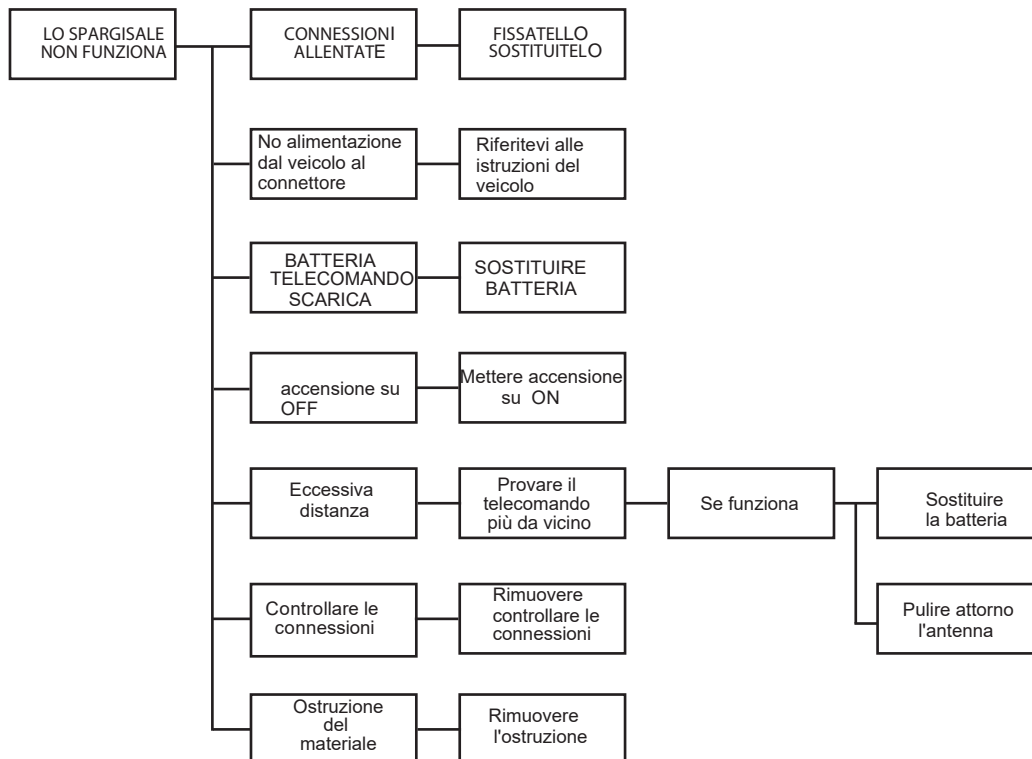 LO SPARGISALE
NON FUNZIONA
CONNESSIONI
ALLENTATE
FISSATELLO
SOSTITUITELO
No alimentazione
dal veicolo al
connettore
Riferitevi alle
istruzioni del
veicolo
BATTERIA
TELECOMANDO
SCARICA
SOSTITUIRE
BATTERIA
accensione su
OFF
Mettere accensione
su ON
Eccessiva
distanza
Provare il
telecomando
più da vicino
Se funziona
Sostituire
la batteria
Pulire attorno
l'antenna
Controllare le
connessioni
Rimuovere
controllare le
connessioni
Ostruzione
del
materiale
Rimuovere
l'ostruzione